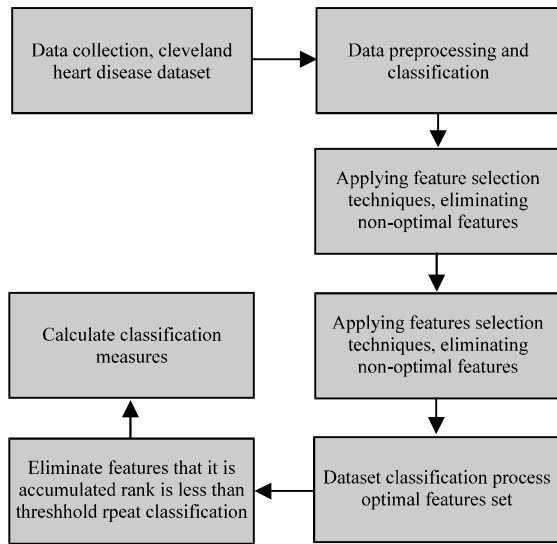 Data collection, cleveland
heart disease dataset
Data preprocessing and
classification
Applying feature selection
techniques, eliminating
non-optimal features
Applying features selection
techniques, eliminating
non-optimal features
Dataset classification process
optimal features set
Eliminate features that it is
accumulated rank is less than
threshhold rpeat classification
Calculate classification
measures